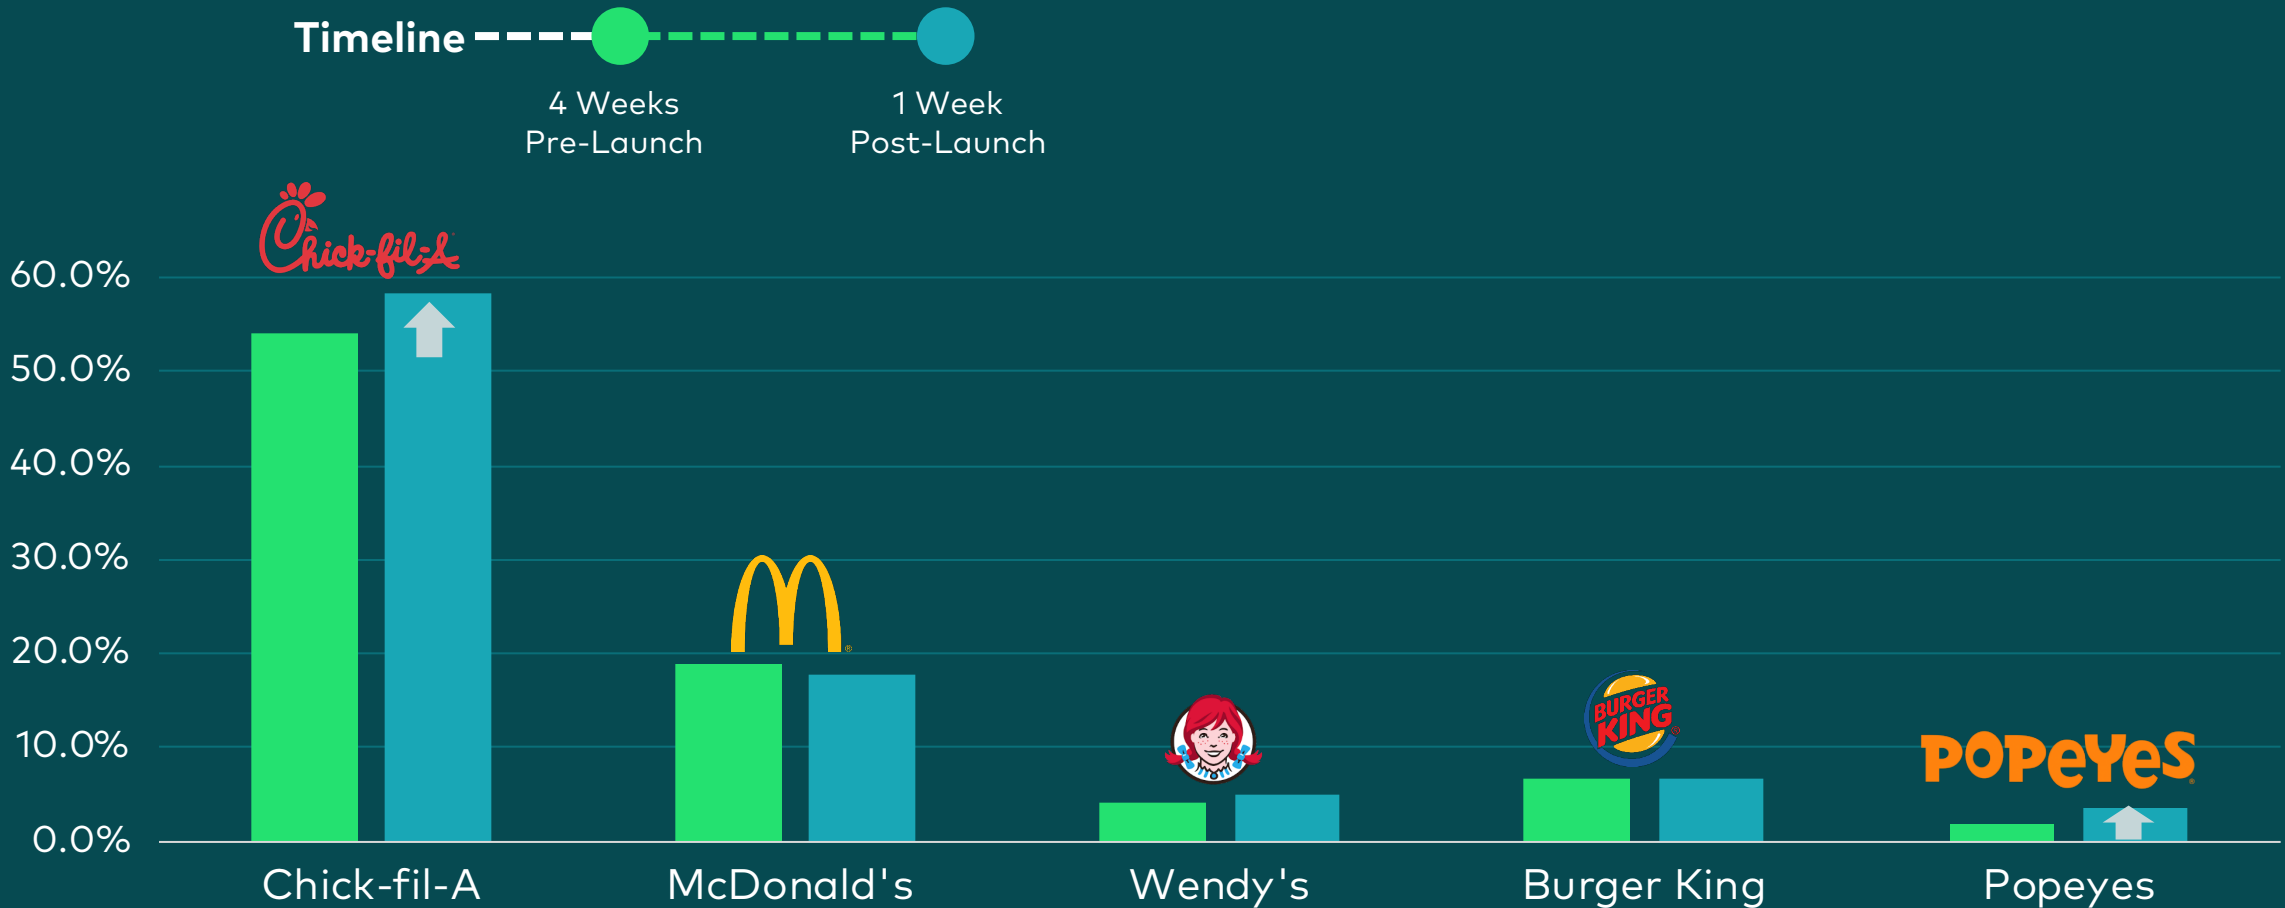 Timeline
4 Weeks
Pre-Launch
1 Week
Post-Launch
Chick-fil-A
60.0%
50.0%
40.0%
30.0%
20.0%
10.0%
0.0%
®
BURGER
KING
®
POPEYES
Chick-fil-A
McDonald's
Wendy's
Burger King
Popeyes